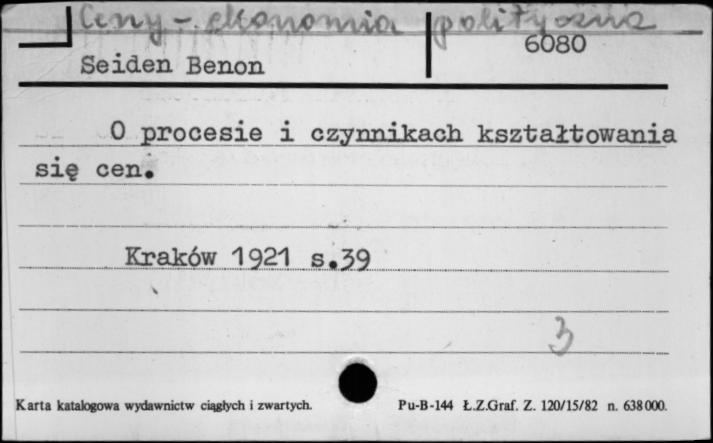 Ceny - ekonomia polityczna
6080
Seiden Benon
O procesie i czynnikach kształtowania
się cen.
Kraków 1921 s.39
3
Karta katalogowa wydawnictw ciągłych i zwartych. Pu-B-144 Ł.Z.Graf. Z. 120/15/82 n. 638000.